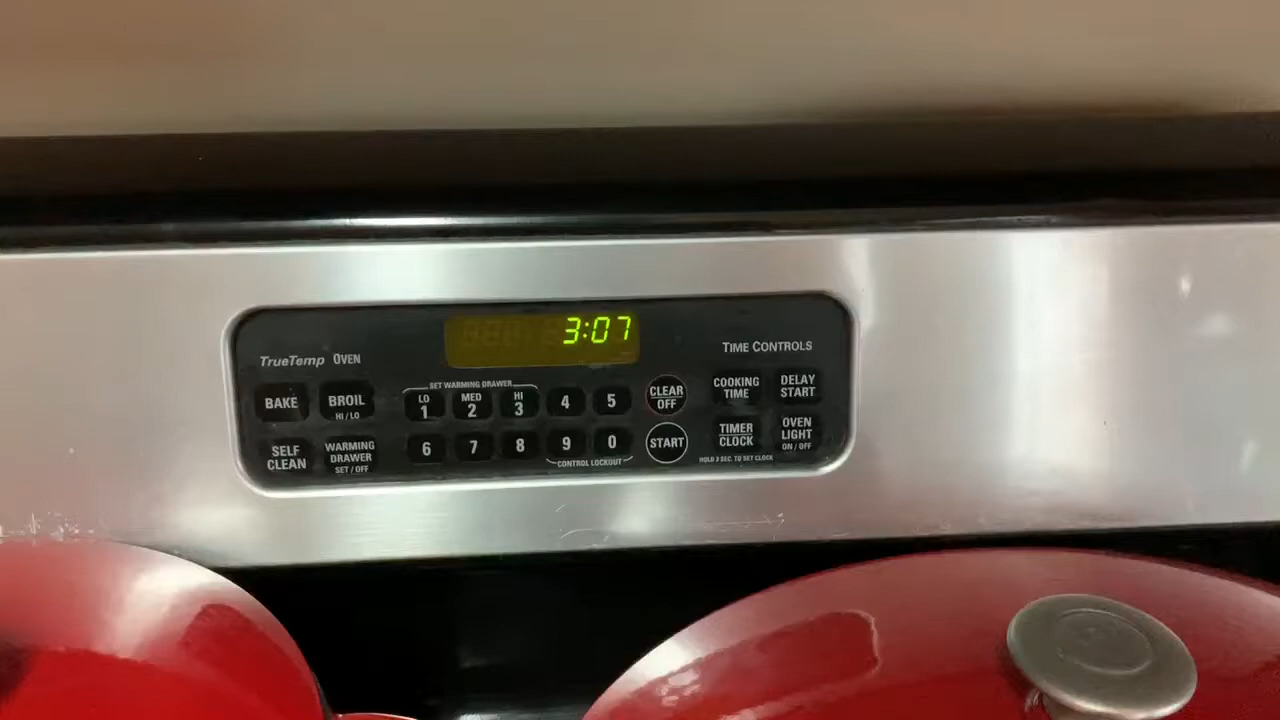 3:07
TrueTemp OVEN
TIME CONTROLS
SET WARMING DRAWER
BAKE
BROIL
HI / LO
LO
1
MED
2
HI
3
4
5
CLEAR
OFF
COOKING
TIME
DELAY
START
SELF
CLEAN
WARMING
DRAWER
SET / OFF
6
7
8
9
0
CONTROL LOCKOUT
START
TIMER
CLOCK
HOLD 3 SEC. TO SET CLOCK
OVEN
LIGHT
ON / OFF